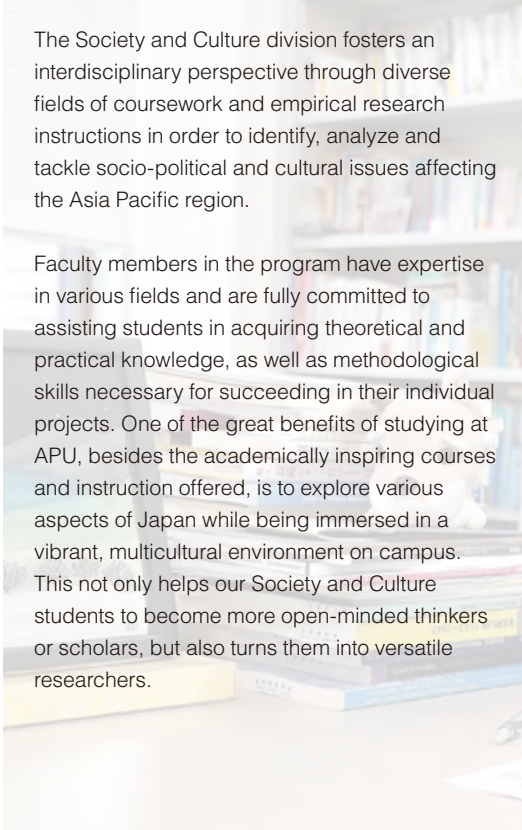 The Society and Culture division fosters an
interdisciplinary perspective through diverse
fields of coursework and empirical research
instructions in order to identify, analyze and
tackle socio-political and cultural issues affecting
the Asia Pacific region.
Faculty members in the program have expertise
in various fields and are fully committed to
assisting students in acquiring theoretical and
practical knowledge, as well as methodological
skills necessary for succeeding in their individual
projects. One of the great benefits of studying at
APU, besides the academically inspiring courses
and instruction offered, is to explore various
aspects of Japan while being immersed in a
vibrant, multicultural environment on campus.
This not only helps our Society and Culture
students to become more open-minded thinkers
or scholars, but also turns them into versatile
researchers.